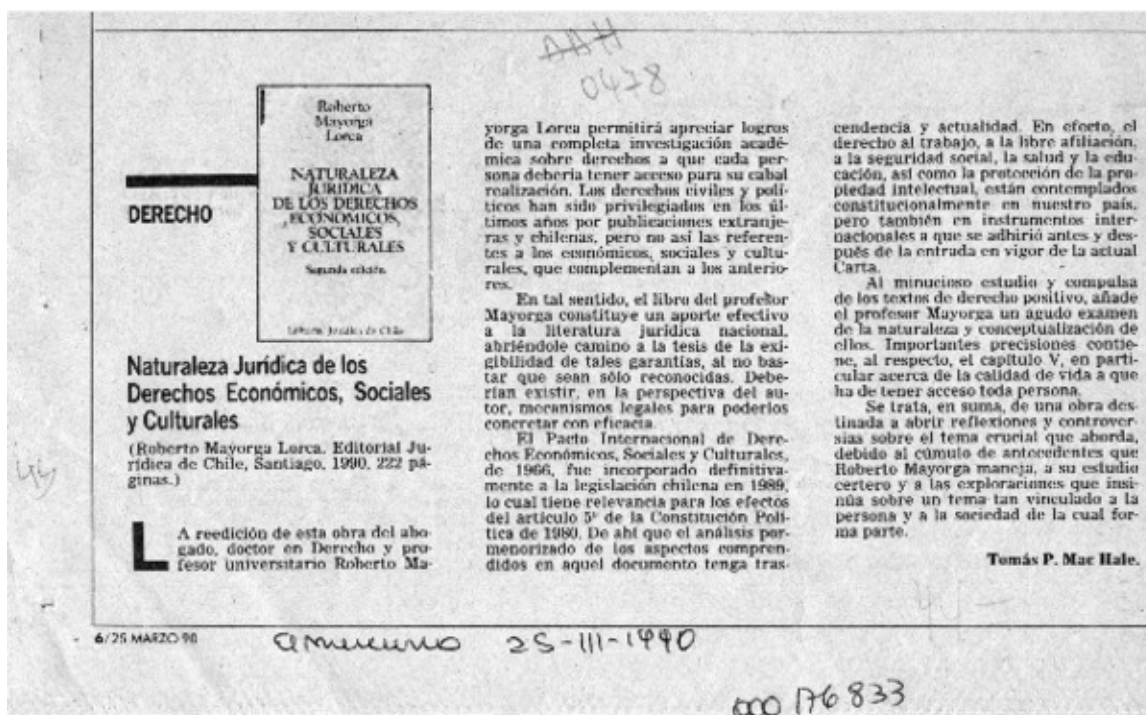 AAH
0428
Roberto
Mayorga
Lorca
NATURALEZA
JURIDICA
DE LOS DERECHOS
ECONOMICOS,
SOCIALES
Y CULTURALES
Segunda edición
Editorial Jurídica de Chile
DERECHO
Naturaleza Jurídica de los
Derechos Económicos, Sociales
y Culturales
(Roberto Mayorga Lorca. Editorial Ju-
rídica de Chile, Santiago, 1990, 222 pá-
ginas.)
LA reedición de esta obra del abo-
gado, doctor en Derecho y pro-
fesor universitario Roberto Ma-
yorga Lorca permitirá apreciar logros
de una completa investigación acadé-
mica sobre derechos a que cada per-
sona debería tener acceso para su cabal
realización. Los derechos civiles y polí-
ticos han sido privilegiados en los úl-
timos años por publicaciones extranje-
ras y chilenas, pero no así las referen-
tes a los económicos, sociales y cultu-
rales, que complementan a los anterio-
res.
En tal sentido, el libro del profesor
Mayorga constituye un aporte efectivo
a la literatura jurídica nacional,
abriéndole camino a la tesis de la exi-
gibilidad de tales garantías, al no bas-
tar que sean sólo reconocidas. Debe-
rían existir, en la perspectiva del au-
tor, mecanismos legales para poderlos
concretar con eficacia.
El Pacto Internacional de Dere-
chos Económicos, Sociales y Culturales,
de 1966, fue incorporado definitiva-
mente a la legislación chilena en 1989,
lo cual tiene relevancia para los efectos
del artículo 5º de la Constitución Polí-
tica de 1980. De ahí que el análisis por-
menorizado de los aspectos compren-
didos en aquel documento tenga tras-
cendencia y actualidad. En efecto, el
derecho al trabajo, a la libre afiliación,
a la seguridad social, la salud y la edu-
cación, así como la protección de la pro-
piedad intelectual, están contemplados
constitucionalmente en nuestro país,
pero también en instrumentos inter-
nacionales a que se adhirió antes y des-
pués de la entrada en vigor de la actual
Carta.
Al minucioso estudio y compulsa
de los textos de derecho positivo, añade
el profesor Mayorga un agudo examen
de la naturaleza y conceptualización de
ellos. Importantes precisiones contie-
ne, al respecto, el capítulo V, en parti-
cular acerca de la calidad de vida a que
ha de tener acceso toda persona.
Se trata, en suma, de una obra des-
tinada a abrir reflexiones y controver-
sias sobre el tema crucial que aborda,
debido al cúmulo de antecedentes que
Roberto Mayorga maneja, a su estudio
certero y a las exploraciones que insi-
núa sobre un tema tan vinculado a la
persona y a la sociedad de la cual for-
ma parte.
Tomás P. Mac Hale.
6/25 MARZO 90
25-III-1990
000176833